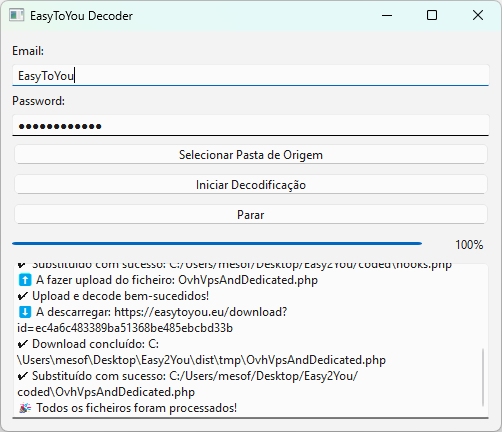 EasyToYou Decoder
Email:
EasyToYou
Password:
●●●●●●●●●●●●
Selecionar Pasta de Origem
Iniciar Decodificação
Parar
100%
✔ Substituído com sucesso: C:/Users/mesof/Desktop/Easy2You/coded\hooks.php
⬆️ A fazer upload do ficheiro: OvhVpsAndDedicated.php
✔ Upload e decode bem-sucedidos!
⬇️ A descarregar: https://easytoyou.eu/download?
id=ec4a6c483389ba51368be485ebcbd33b
✔ Download concluído: C:
\Users\mesof\Desktop\Easy2You\dist\tmp\OvhVpsAndDedicated.php
✔ Substituído com sucesso: C:/Users/mesof/Desktop/Easy2You/
coded\OvhVpsAndDedicated.php
🎉 Todos os ficheiros foram processados!